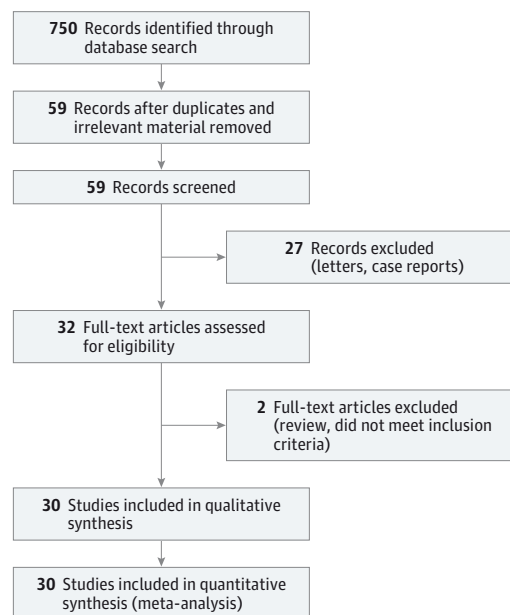 750 Records identified through
database search
59 Records after duplicates and
irrelevant material removed
59 Records screened
27 Records excluded
(letters, case reports)
32 Full-text articles assessed
for eligibility
2 Full-text articles excluded
(review, did not meet inclusion
criteria)
30 Studies included in qualitative
synthesis
30 Studies included in quantitative
synthesis (meta-analysis)